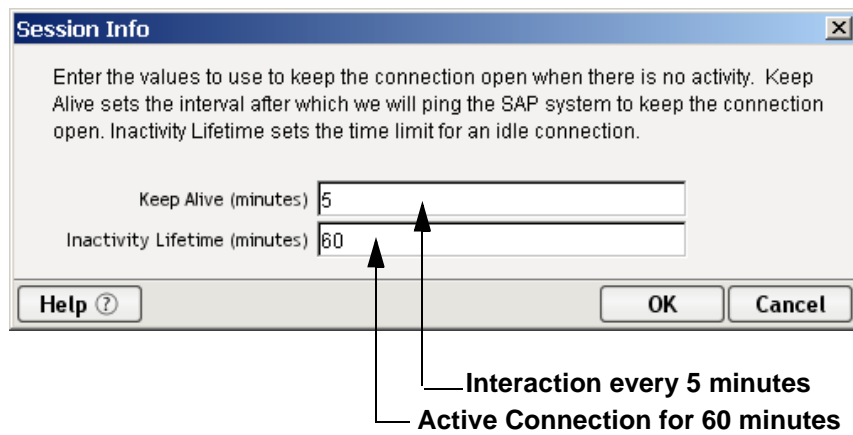 Session Info
Enter the values to use to keep the connection open when there is no activity. Keep
Alive sets the interval after which we will ping the SAP system to keep the connection
open. Inactivity Lifetime sets the time limit for an idle connection.
Keep Alive (minutes) 5
Inactivity Lifetime (minutes) 60
Help ? OK Cancel
Interaction every 5 minutes
Active Connection for 60 minutes